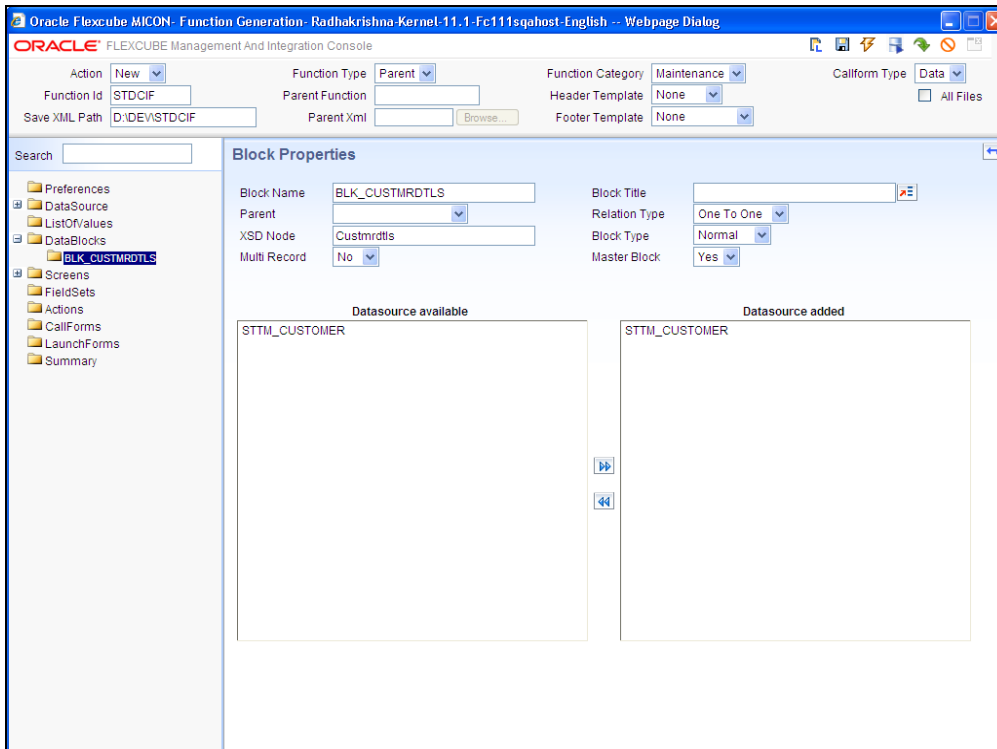 Oracle Flexcube MICON- Function Generation- Radhakrishna-Kernel-11.1-Fc111sqahost-English -- Webpage Dialog
ORACLE FLEXCUBE Management And Integration Console
Action New Function Type Parent Function Category Maintenance Callform Type Data
Function Id STDCIF Parent Function Header Template None All Files
Save XML Path D:\DEV\STDCIF Parent Xml Browse... Footer Template None
Search
Preferences
DataSource
ListOfValues
DataBlocks
BLK_CUSTMRDTLS
Screens
FieldSets
Actions
CallForms
LaunchForms
Summary
Block Properties
Block Name BLK_CUSTMRDTLS Block Title
Parent Relation Type One To One
XSD Node Custmrdtls Block Type Normal
Multi Record No Master Block Yes
Datasource available Datasource added
STTM_CUSTOMER STTM_CUSTOMER